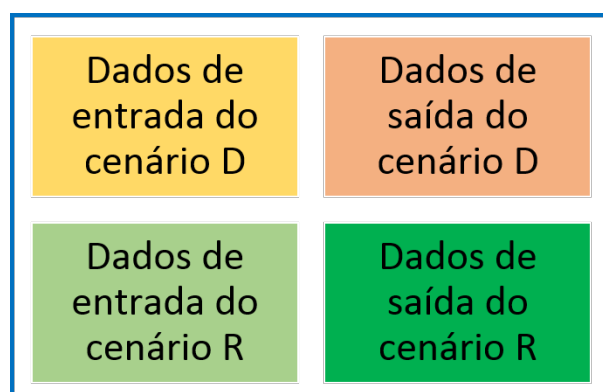 Dados de
entrada do
cenário D
Dados de
saída do
cenário D
Dados de
entrada do
cenário R
Dados de
saída do
cenário R